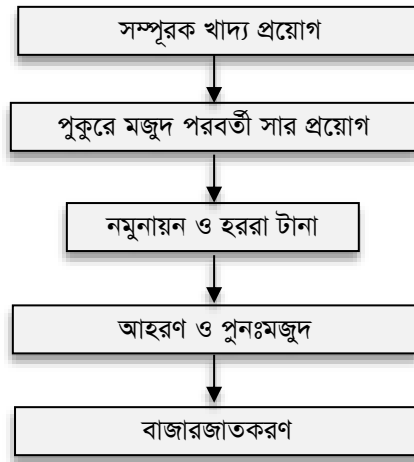 সম্পূরক খাদ্য প্রয়োগ
পুকুরে মজুদ পরবর্তী সার প্রয়োগ
নমুনায়ন ও হররা টানা
আহরণ ও পুনঃমজুদ
বাজারজাতকরণ